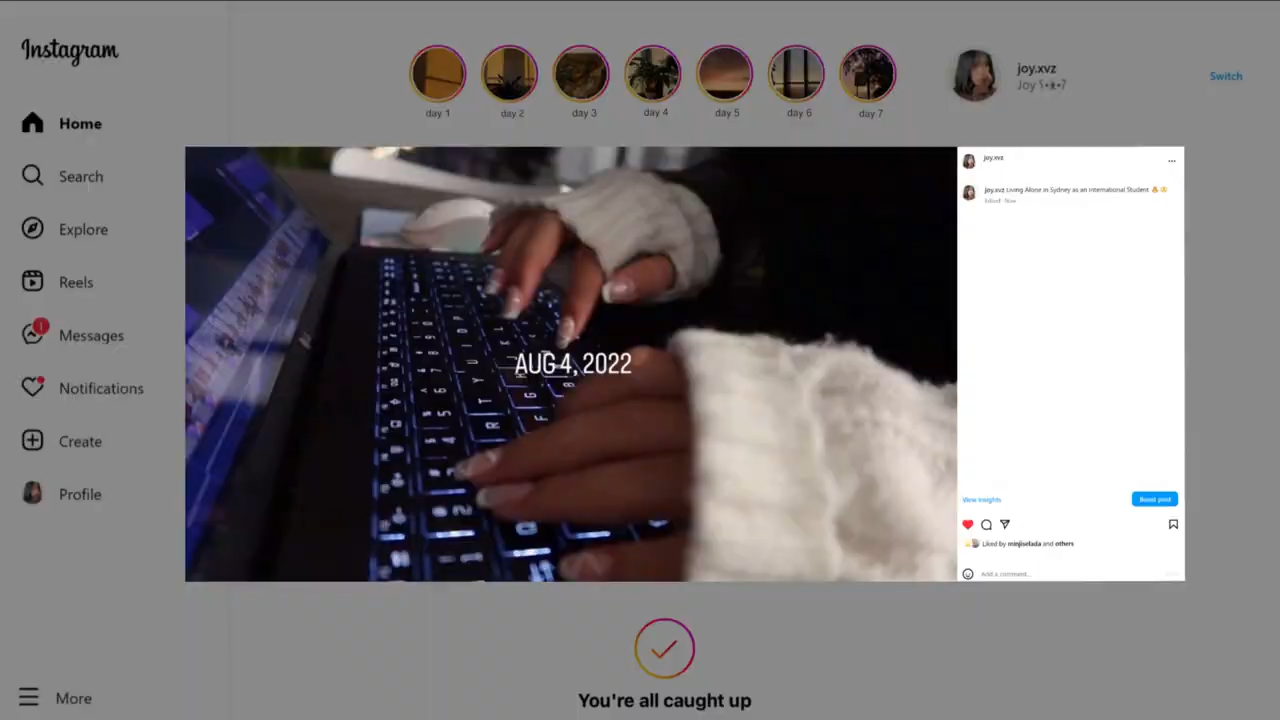 Instagram
Home
Search
Explore
Reels
Messages
Notifications
Create
Profile
More
day 1
day 2
day 3
day 4
day 5
day 6
day 7
joy.xvz
Switch
AUG 4, 2022
joy.xvz
joy.xvz Living Alone in Sydney as an International Student
View Insights
Boost post
Liked by minjiselada and others
Add a comment...
You're all caught up